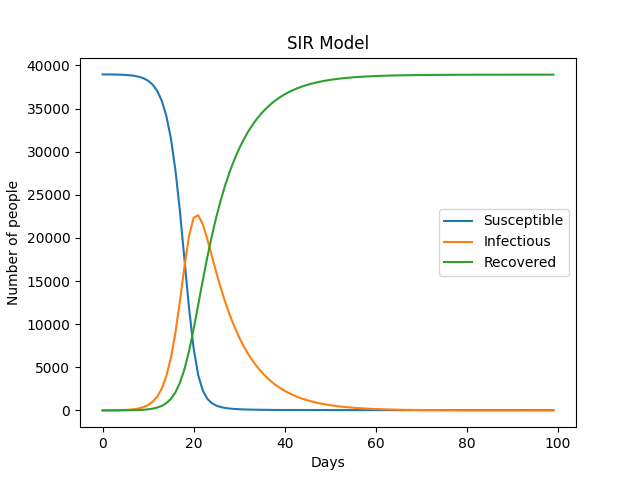 SIR Model
40000
35000
30000
25000
20000
15000
10000
5000
0
Number of people
Susceptible
Infectious
Recovered
0 20 40 60 80 100
Days